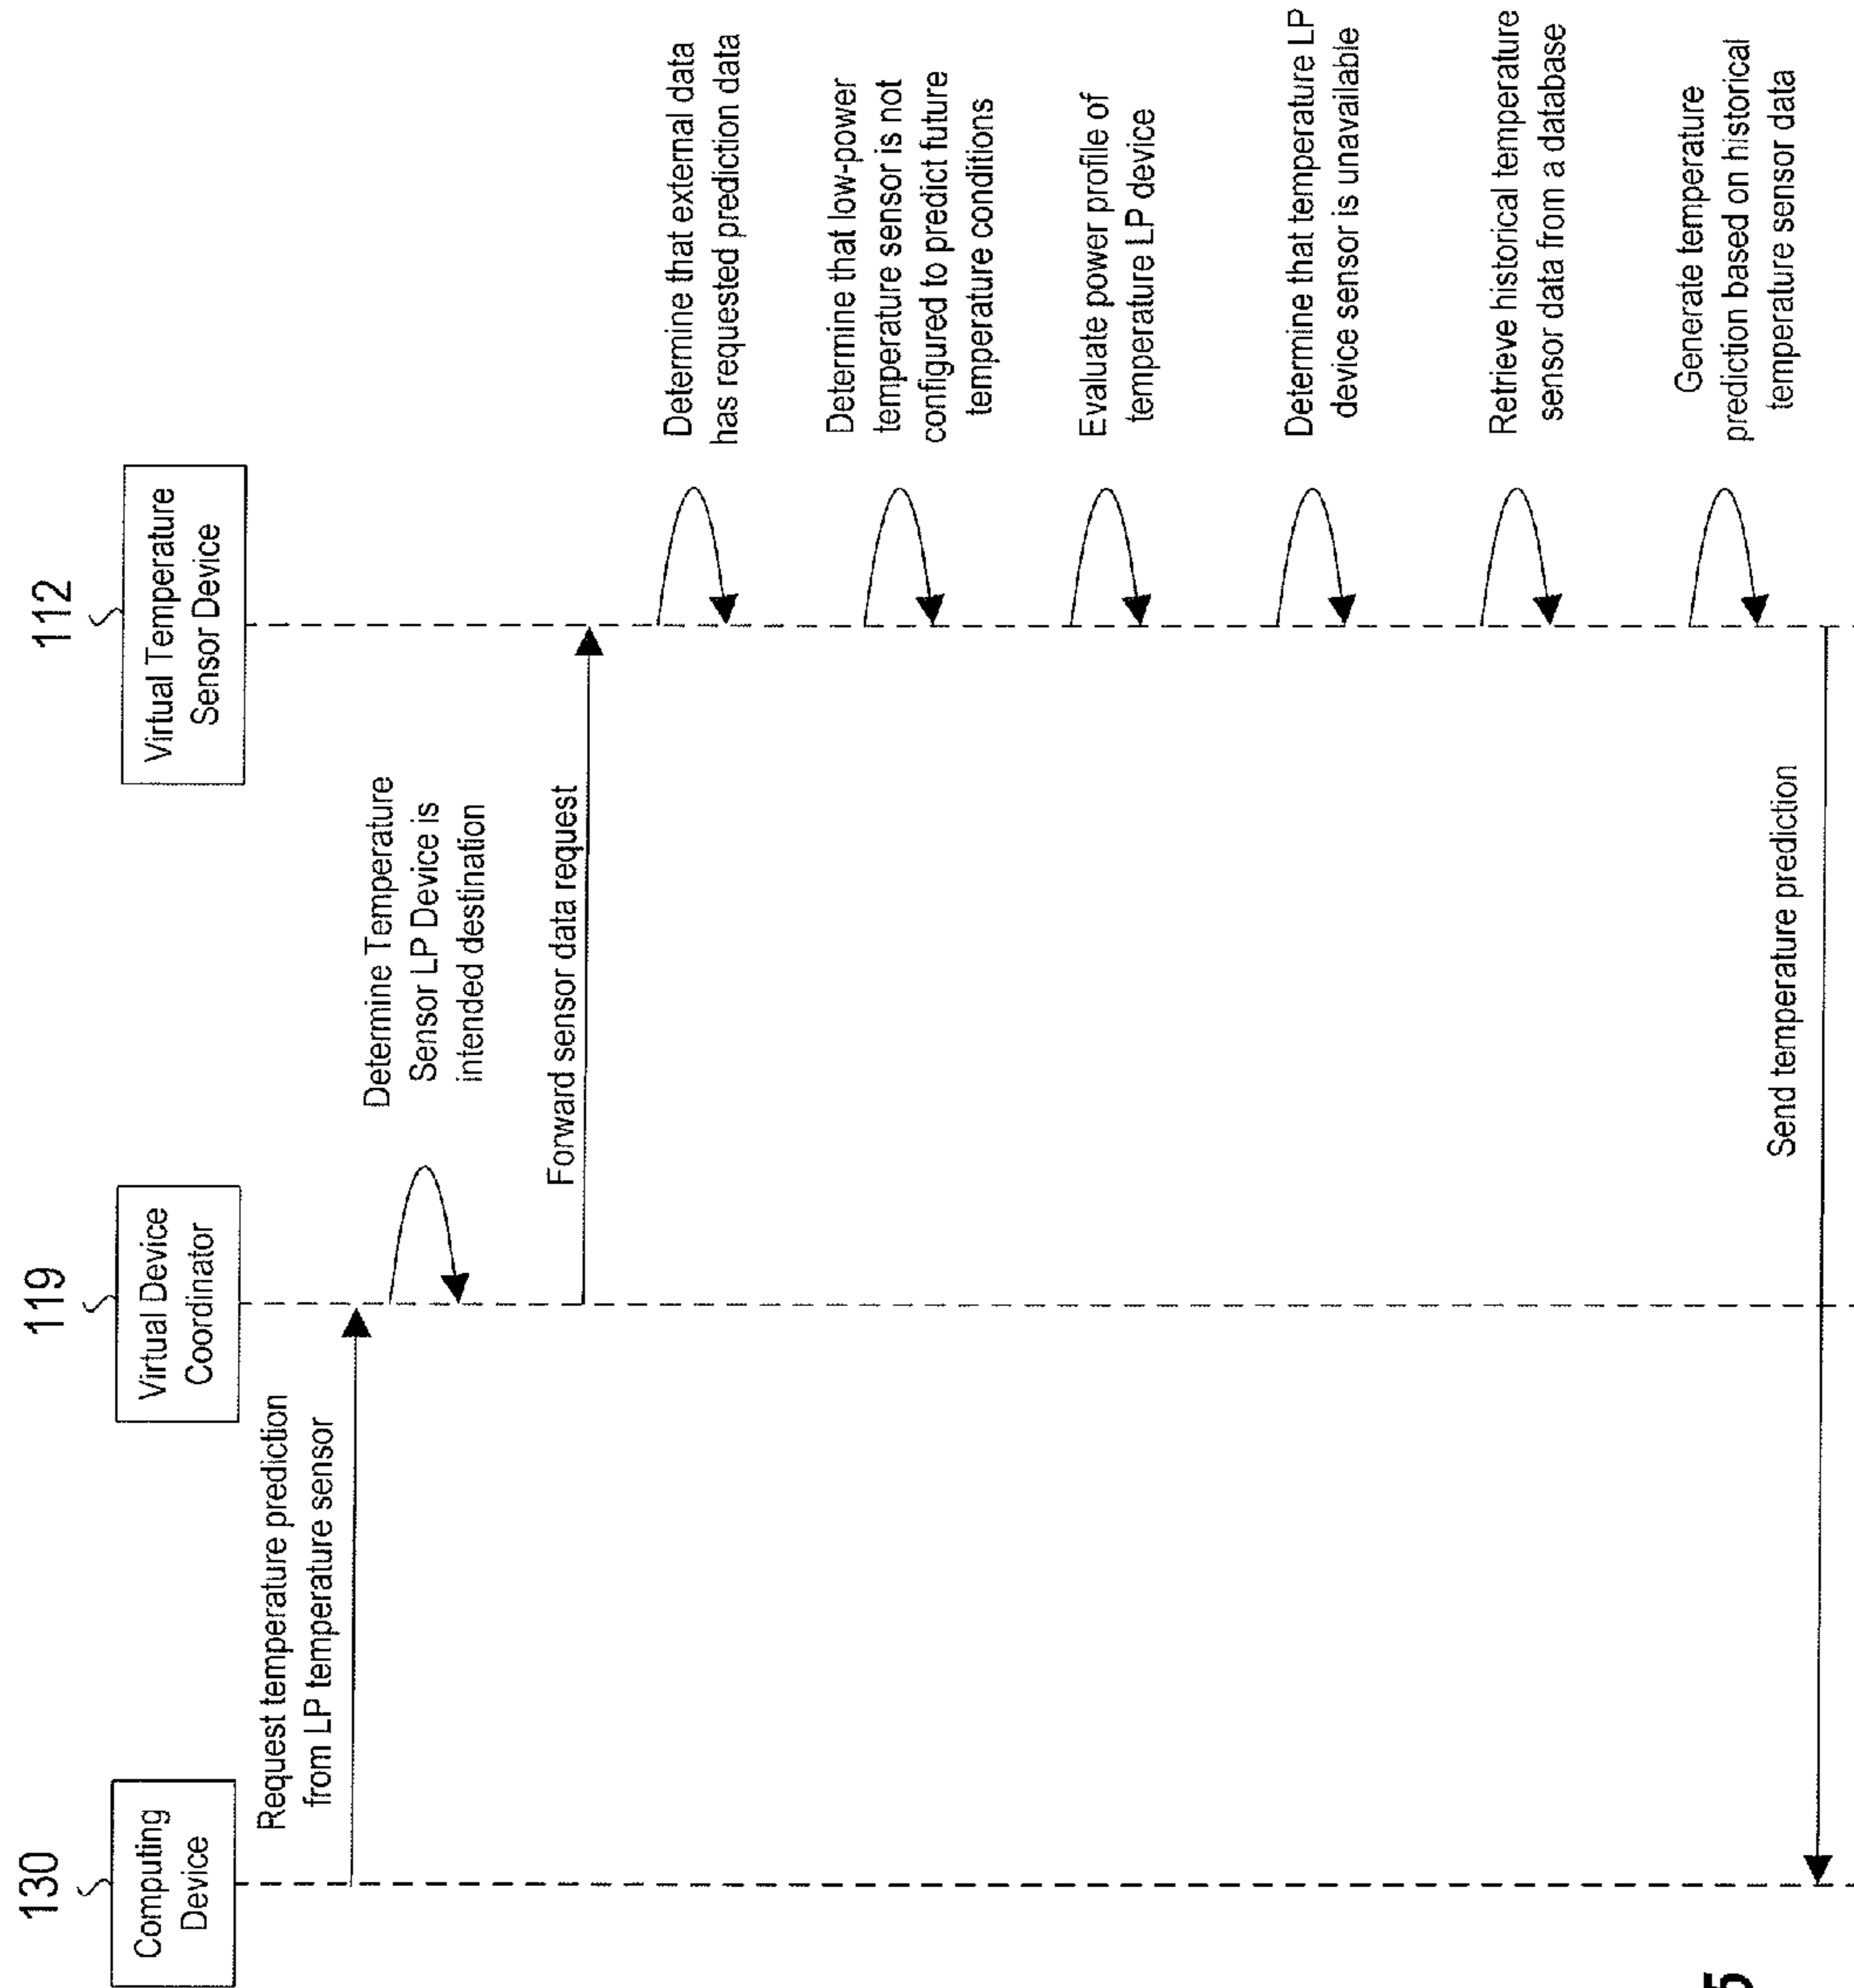 130
Computing
Device
119
Virtual Device
Coordinator
112
Virtual Temperature
Sensor Device
Request temperature prediction
from LP temperature sensor
Determine Temperature
Sensor LP Device is
intended destination
Forward sensor data request
Determine that external data
has requested prediction data
Determine that low-power
temperature sensor is not
configured to predict future
temperature conditions
Evaluate power profile of
temperature LP device
Determine that temperature LP
device sensor is unavailable
Retrieve historical temperature
sensor data from a database
Generate temperature
prediction based on historical
temperature sensor data
Send temperature prediction
5